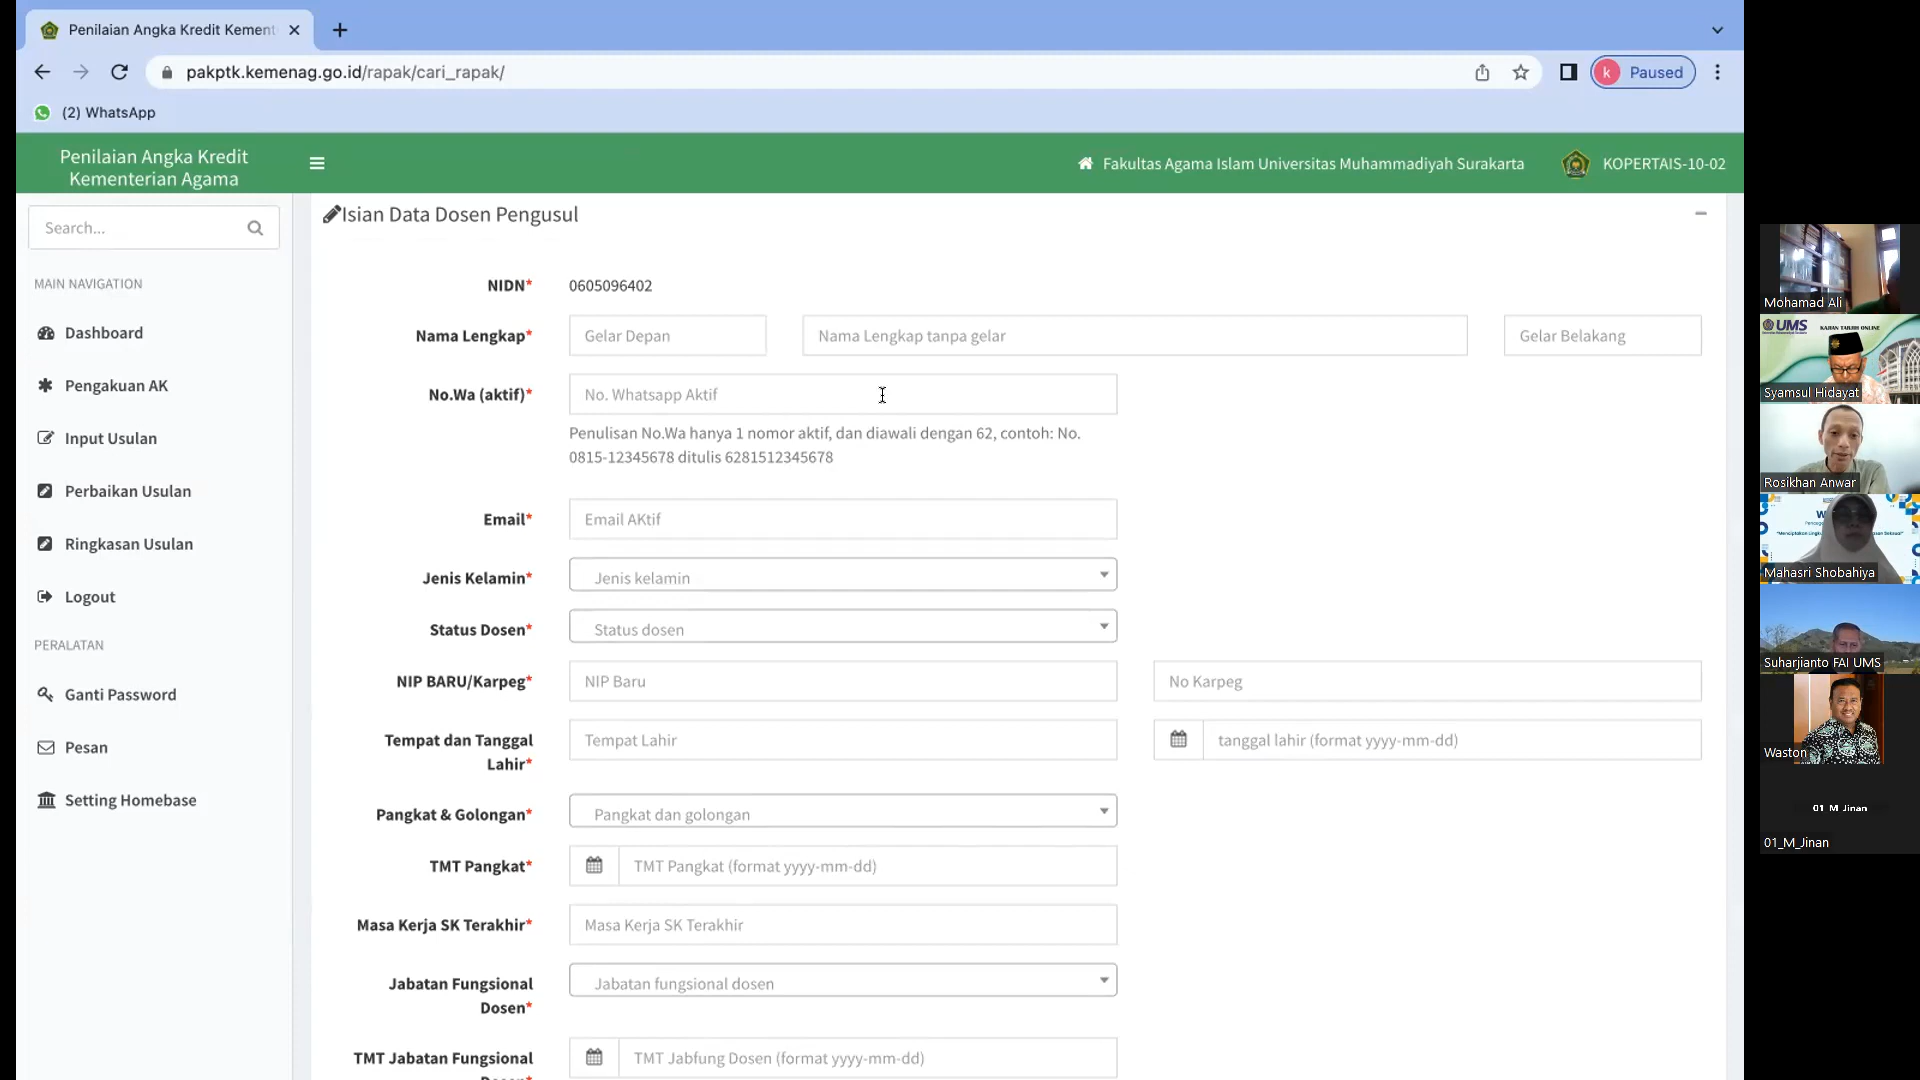 Penilaian Angka Kredit Kement
pakptk.kemenag.go.id/rapak/cari_rapak/
k Paused
(2) WhatsApp
Penilaian Angka Kredit
Kementerian Agama
Fakultas Agama Islam Universitas Muhammadiyah Surakarta
KOPERTAIS-10-02
Search...
MAIN NAVIGATION
Dashboard
Pengakuan AK
Input Usulan
Perbaikan Usulan
Ringkasan Usulan
Logout
PERALATAN
Ganti Password
Pesan
Setting Homebase
Isian Data Dosen Pengusul
NIDN* 0605096402
Nama Lengkap* Gelar Depan Nama Lengkap tanpa gelar Gelar Belakang
No.Wa (aktif)* No. Whatsapp Aktif
Penulisan No.Wa hanya 1 nomor aktif, dan diawali dengan 62, contoh: No.
0815-12345678 ditulis 6281512345678
Email* Email AKtif
Jenis Kelamin* Jenis kelamin
Status Dosen* Status dosen
NIP BARU/Karpeg* NIP Baru No Karpeg
Tempat dan Tanggal
Lahir* Tempat Lahir tanggal lahir (format yyyy-mm-dd)
Pangkat & Golongan* Pangkat dan golongan
TMT Pangkat* TMT Pangkat (format yyyy-mm-dd)
Masa Kerja SK Terakhir* Masa Kerja SK Terakhir
Jabatan Fungsional
Dosen* Jabatan fungsional dosen
TMT Jabatan Fungsional
Dosen* TMT Jabfung Dosen (format yyyy-mm-dd)
Mohamad Ali
UMS
KAJIAN TARJIH ONLINE
Syamsul Hidayat
Rosikhan Anwar
Mahasri Shobahiya
Suharjianto FAI UMS
Waston
01 M Jinan
01_M_Jinan